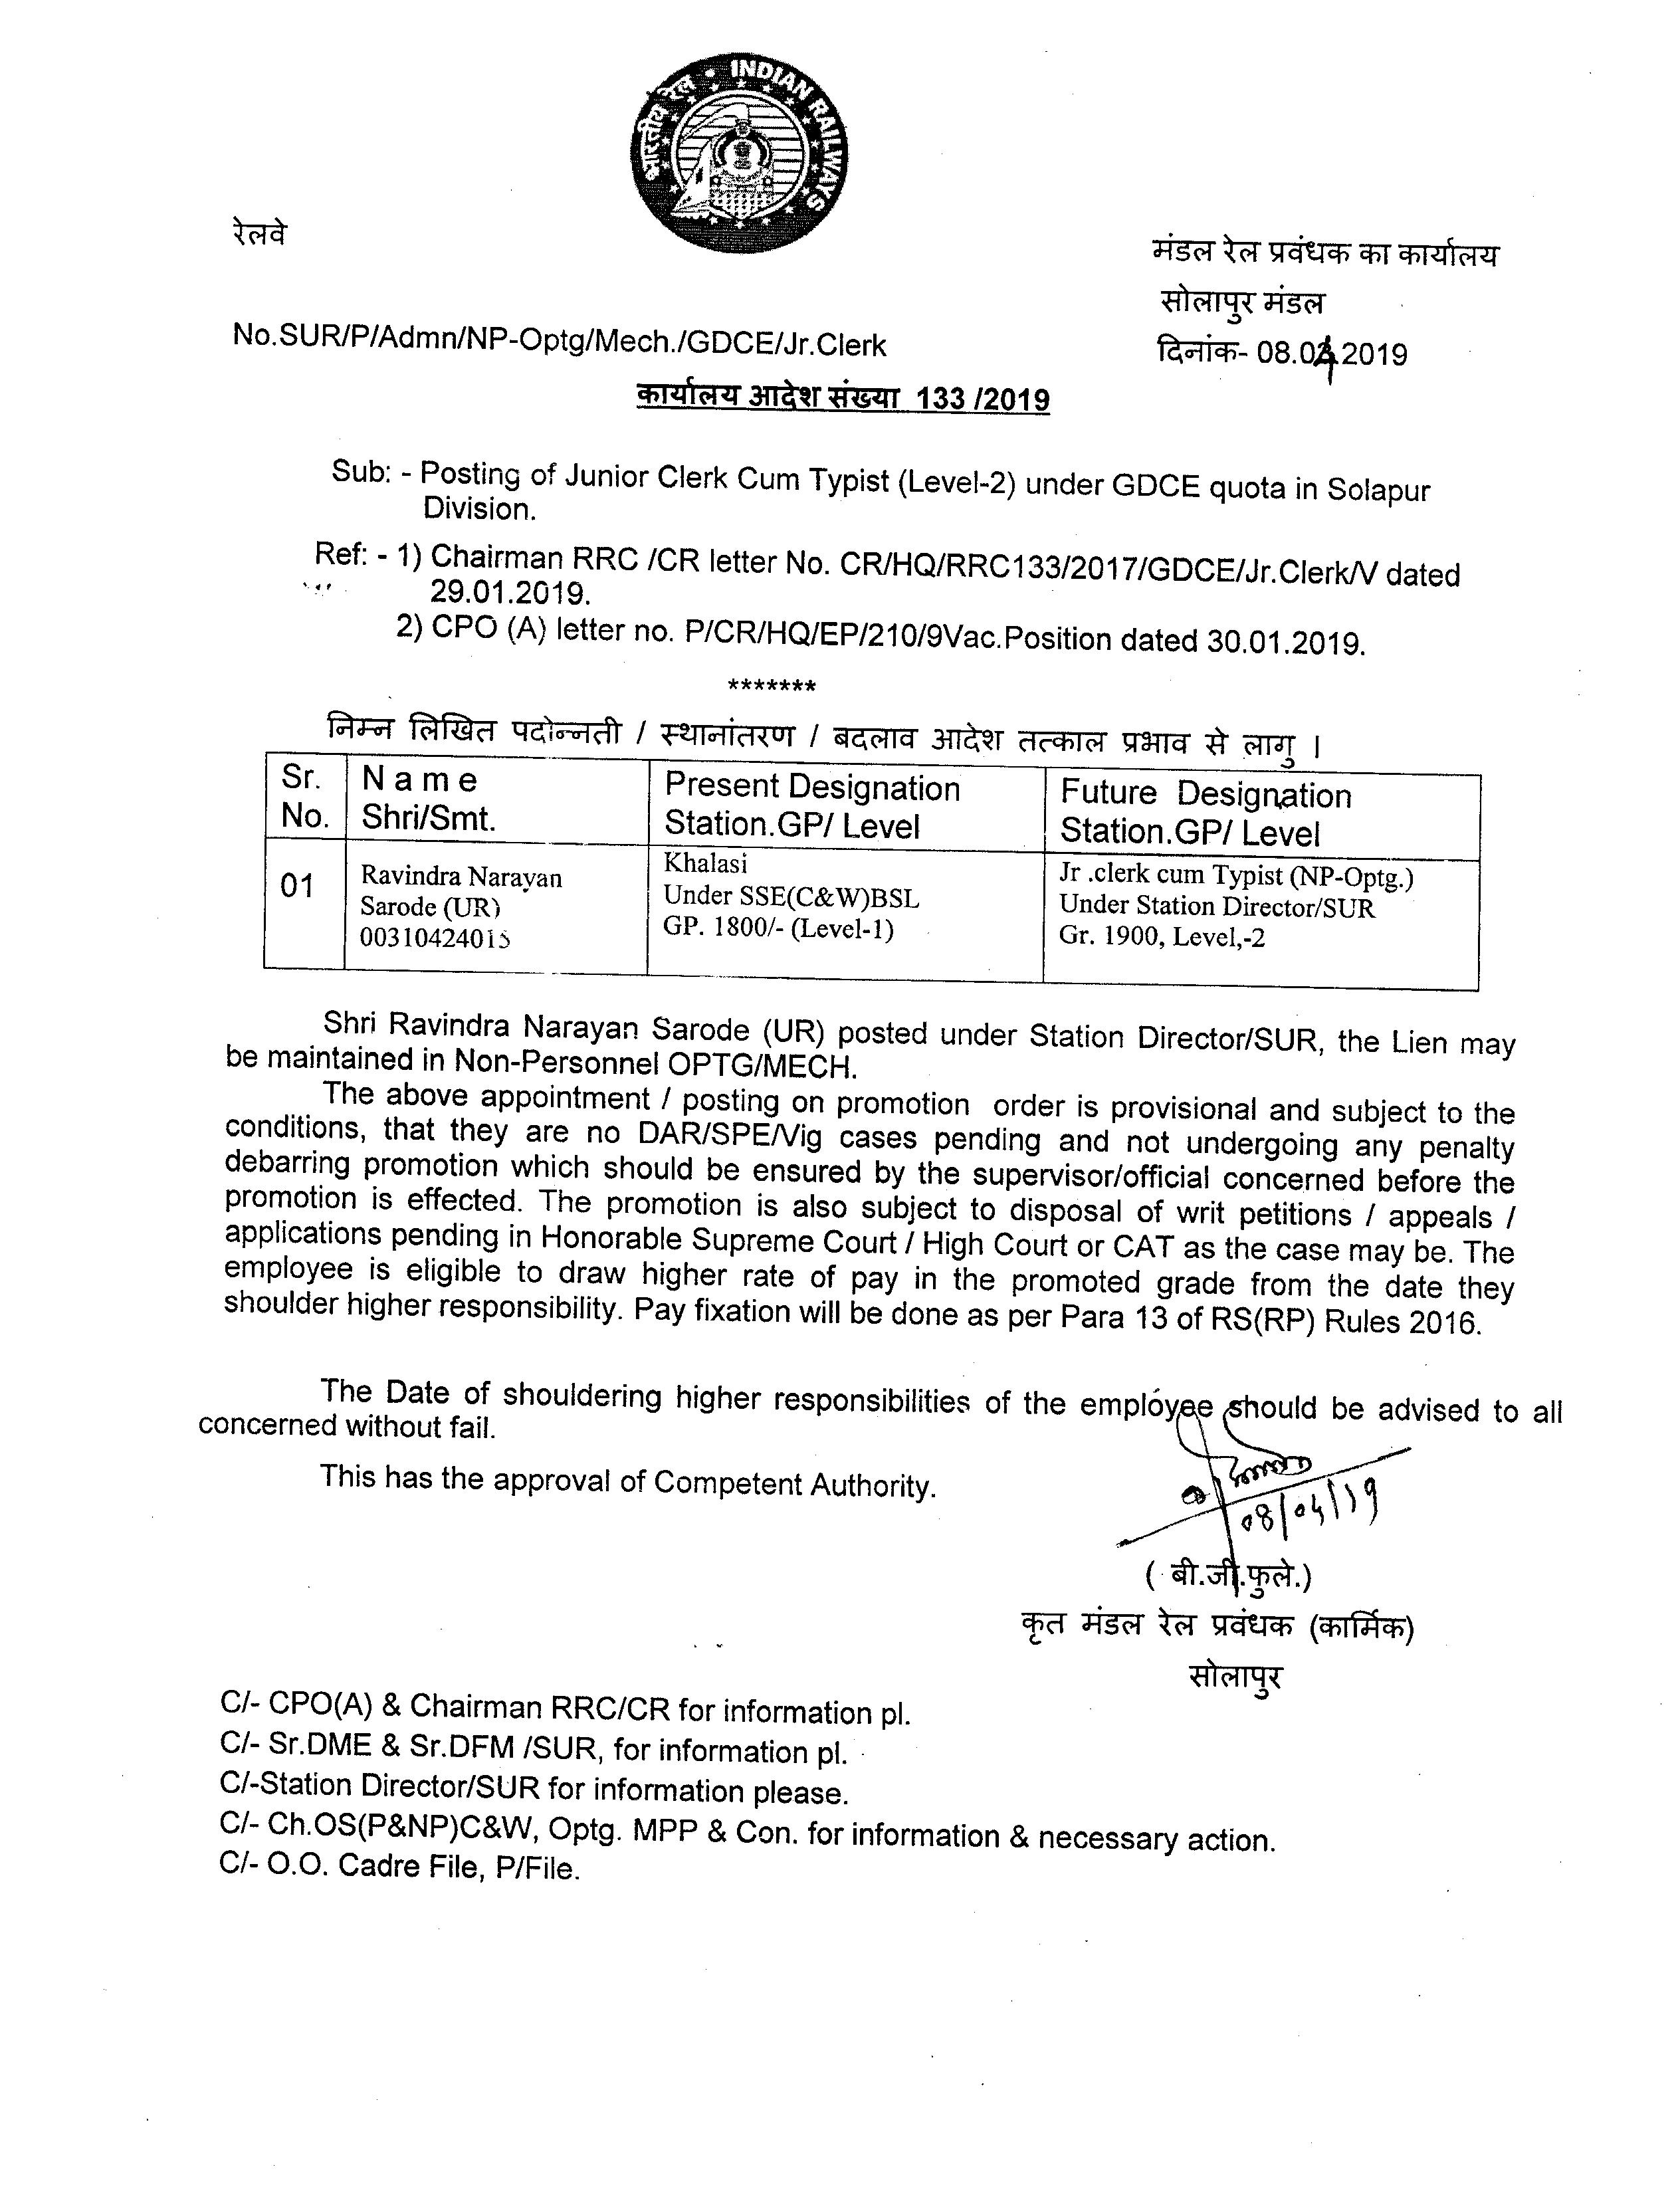 भारतीय रेल • INDIAN RAILWAYS
रेलवे
मंडल रेल प्रवंधक का कार्यालय
सोलापुर मंडल
No.SUR/P/Admn/NP-Optg/Mech./GDCE/Jr.Clerk
दिनांक- 08.04.2019
कार्यालय आदेश संख्या 133 /2019
Sub: - Posting of Junior Clerk Cum Typist (Level-2) under GDCE quota in Solapur
Division.
Ref: - 1) Chairman RRC /CR letter No. CR/HQ/RRC133/2017/GDCE/Jr.Clerk/V dated
29.01.2019.
2) CPO (A) letter no. P/CR/HQ/EP/210/9Vac.Position dated 30.01.2019.
*******
निम्न लिखित पदोन्नती / स्थानांतरण / बदलाव आदेश तत्काल प्रभाव से लागु |
Sr. No. | Name Shri/Smt. | Present Designation Station.GP/ Level | Future Designation Station.GP/ Level
01 | Ravindra Narayan Sarode (UR) 00310424015 | Khalasi Under SSE(C&W)BSL GP. 1800/- (Level-1) | Jr .clerk cum Typist (NP-Optg.) Under Station Director/SUR Gr. 1900, Level,-2
Shri Ravindra Narayan Sarode (UR) posted under Station Director/SUR, the Lien may
be maintained in Non-Personnel OPTG/MECH.
The above appointment / posting on promotion order is provisional and subject to the
conditions, that they are no DAR/SPE/Vig cases pending and not undergoing any penalty
debarring promotion which should be ensured by the supervisor/official concerned before the
promotion is effected. The promotion is also subject to disposal of writ petitions / appeals /
applications pending in Honorable Supreme Court / High Court or CAT as the case may be. The
employee is eligible to draw higher rate of pay in the promoted grade from the date they
shoulder higher responsibility. Pay fixation will be done as per Para 13 of RS(RP) Rules 2016.
The Date of shouldering higher responsibilities of the employee should be advised to all
concerned without fail.
This has the approval of Competent Authority.
08/04/19
( बी.जी.फुले.)
कृत मंडल रेल प्रवंधक (कार्मिक)
सोलापुर
C/- CPO(A) & Chairman RRC/CR for information pl.
C/- Sr.DME & Sr.DFM /SUR, for information pl.
C/-Station Director/SUR for information please.
C/- Ch.OS(P&NP)C&W, Optg. MPP & Con. for information & necessary action.
C/- O.O. Cadre File, P/File.